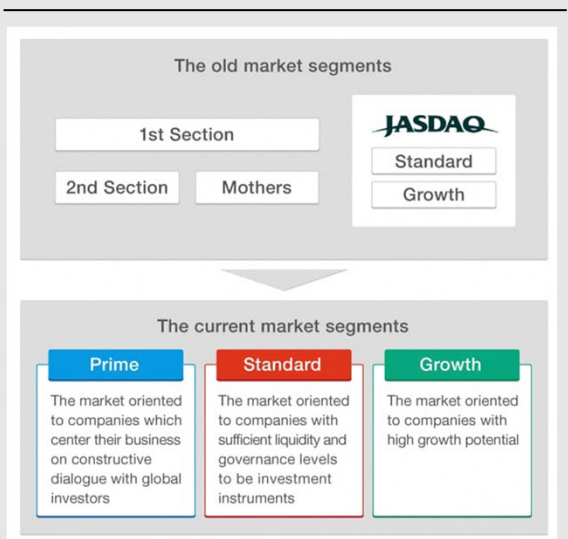 The old market segments
1st Section
2nd Section
Mothers
JASDAQ
Standard
Growth
The current market segments
Prime
The market oriented
to companies which
center their business
on constructive
dialogue with global
investors
Standard
The market oriented
to companies with
sufficient liquidity and
governance levels
to be investment
instruments
Growth
The market oriented
to companies with
high growth potential